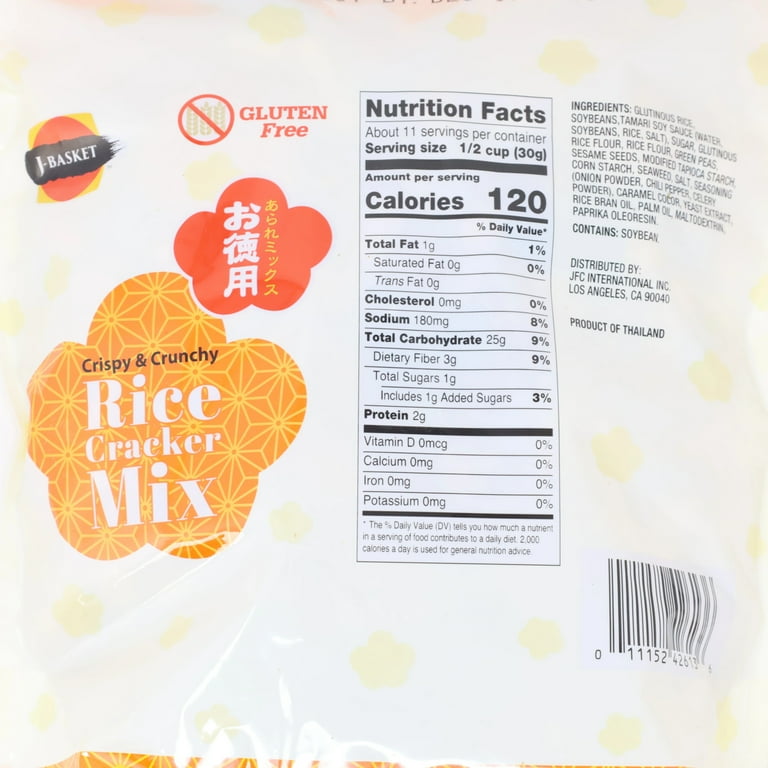 GLUTEN
Free
J-BASKET
あられミックス
お徳用
Crispy & Crunchy
Rice
Cracker
Mix
Nutrition Facts
About 11 servings per container
Serving size 1/2 cup (30g)
Amount per serving
Calories 120
% Daily Value*
Total Fat 1g 1%
Saturated Fat 0g 0%
Trans Fat 0g
Cholesterol 0mg 0%
Sodium 180mg 8%
Total Carbohydrate 25g 9%
Dietary Fiber 3g 9%
Total Sugars 1g
Includes 1g Added Sugars 3%
Protein 2g
Vitamin D 0mcg 0%
Calcium 0mg 0%
Iron 0mg 0%
Potassium 0mg 0%
* The % Daily Value (DV) tells you how much a nutrient
in a serving of food contributes to a daily diet. 2,000
calories a day is used for general nutrition advice.
INGREDIENTS: GLUTINOUS RICE,
SOYBEANS, TAMARI SOY SAUCE (WATER,
SOYBEANS, RICE, SALT), SUGAR, GLUTINOUS
RICE FLOUR, RICE FLOUR, GREEN PEAS,
SESAME SEEDS, MODIFIED TAPIOCA STARCH,
CORN STARCH, SEAWEED, SALT, SEASONING
(ONION POWDER, CHILI PEPPER, CELERY
POWDER), CARAMEL COLOR, YEAST EXTRACT,
RICE BRAN OIL, PALM OIL, MALTODEXTRIN,
PAPRIKA OLEORESIN.
CONTAINS: SOYBEAN.
DISTRIBUTED BY:
JFC INTERNATIONAL INC.
LOS ANGELES, CA 90040
PRODUCT OF THAILAND
0 11152 42613 6